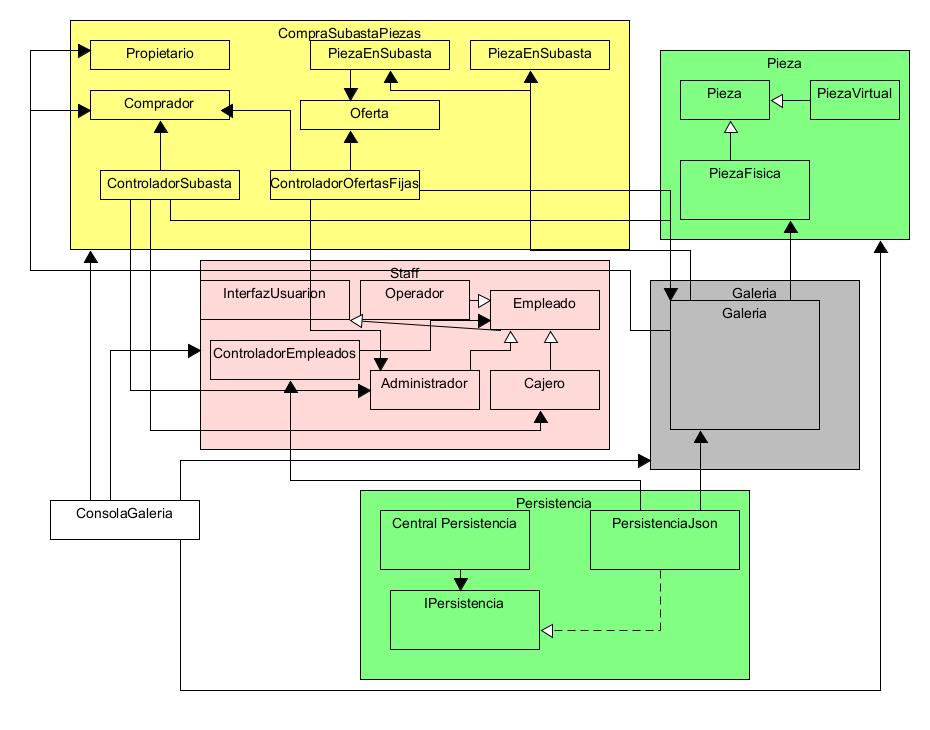 CompraSubastaPiezas
Propietario
PiezaEnSubasta
PiezaEnSubasta
Comprador
Oferta
ControladorSubasta
ControladorOfertasFijas
Pieza
Pieza
PiezaVirtual
PiezaFisica
Staff
InterfazUsuarion
Operador
Empleado
ControladorEmpleados
Administrador
Cajero
Galeria
Galeria
ConsolaGaleria
Persistencia
Central Persistencia
PersistenciaJson
IPersistencia